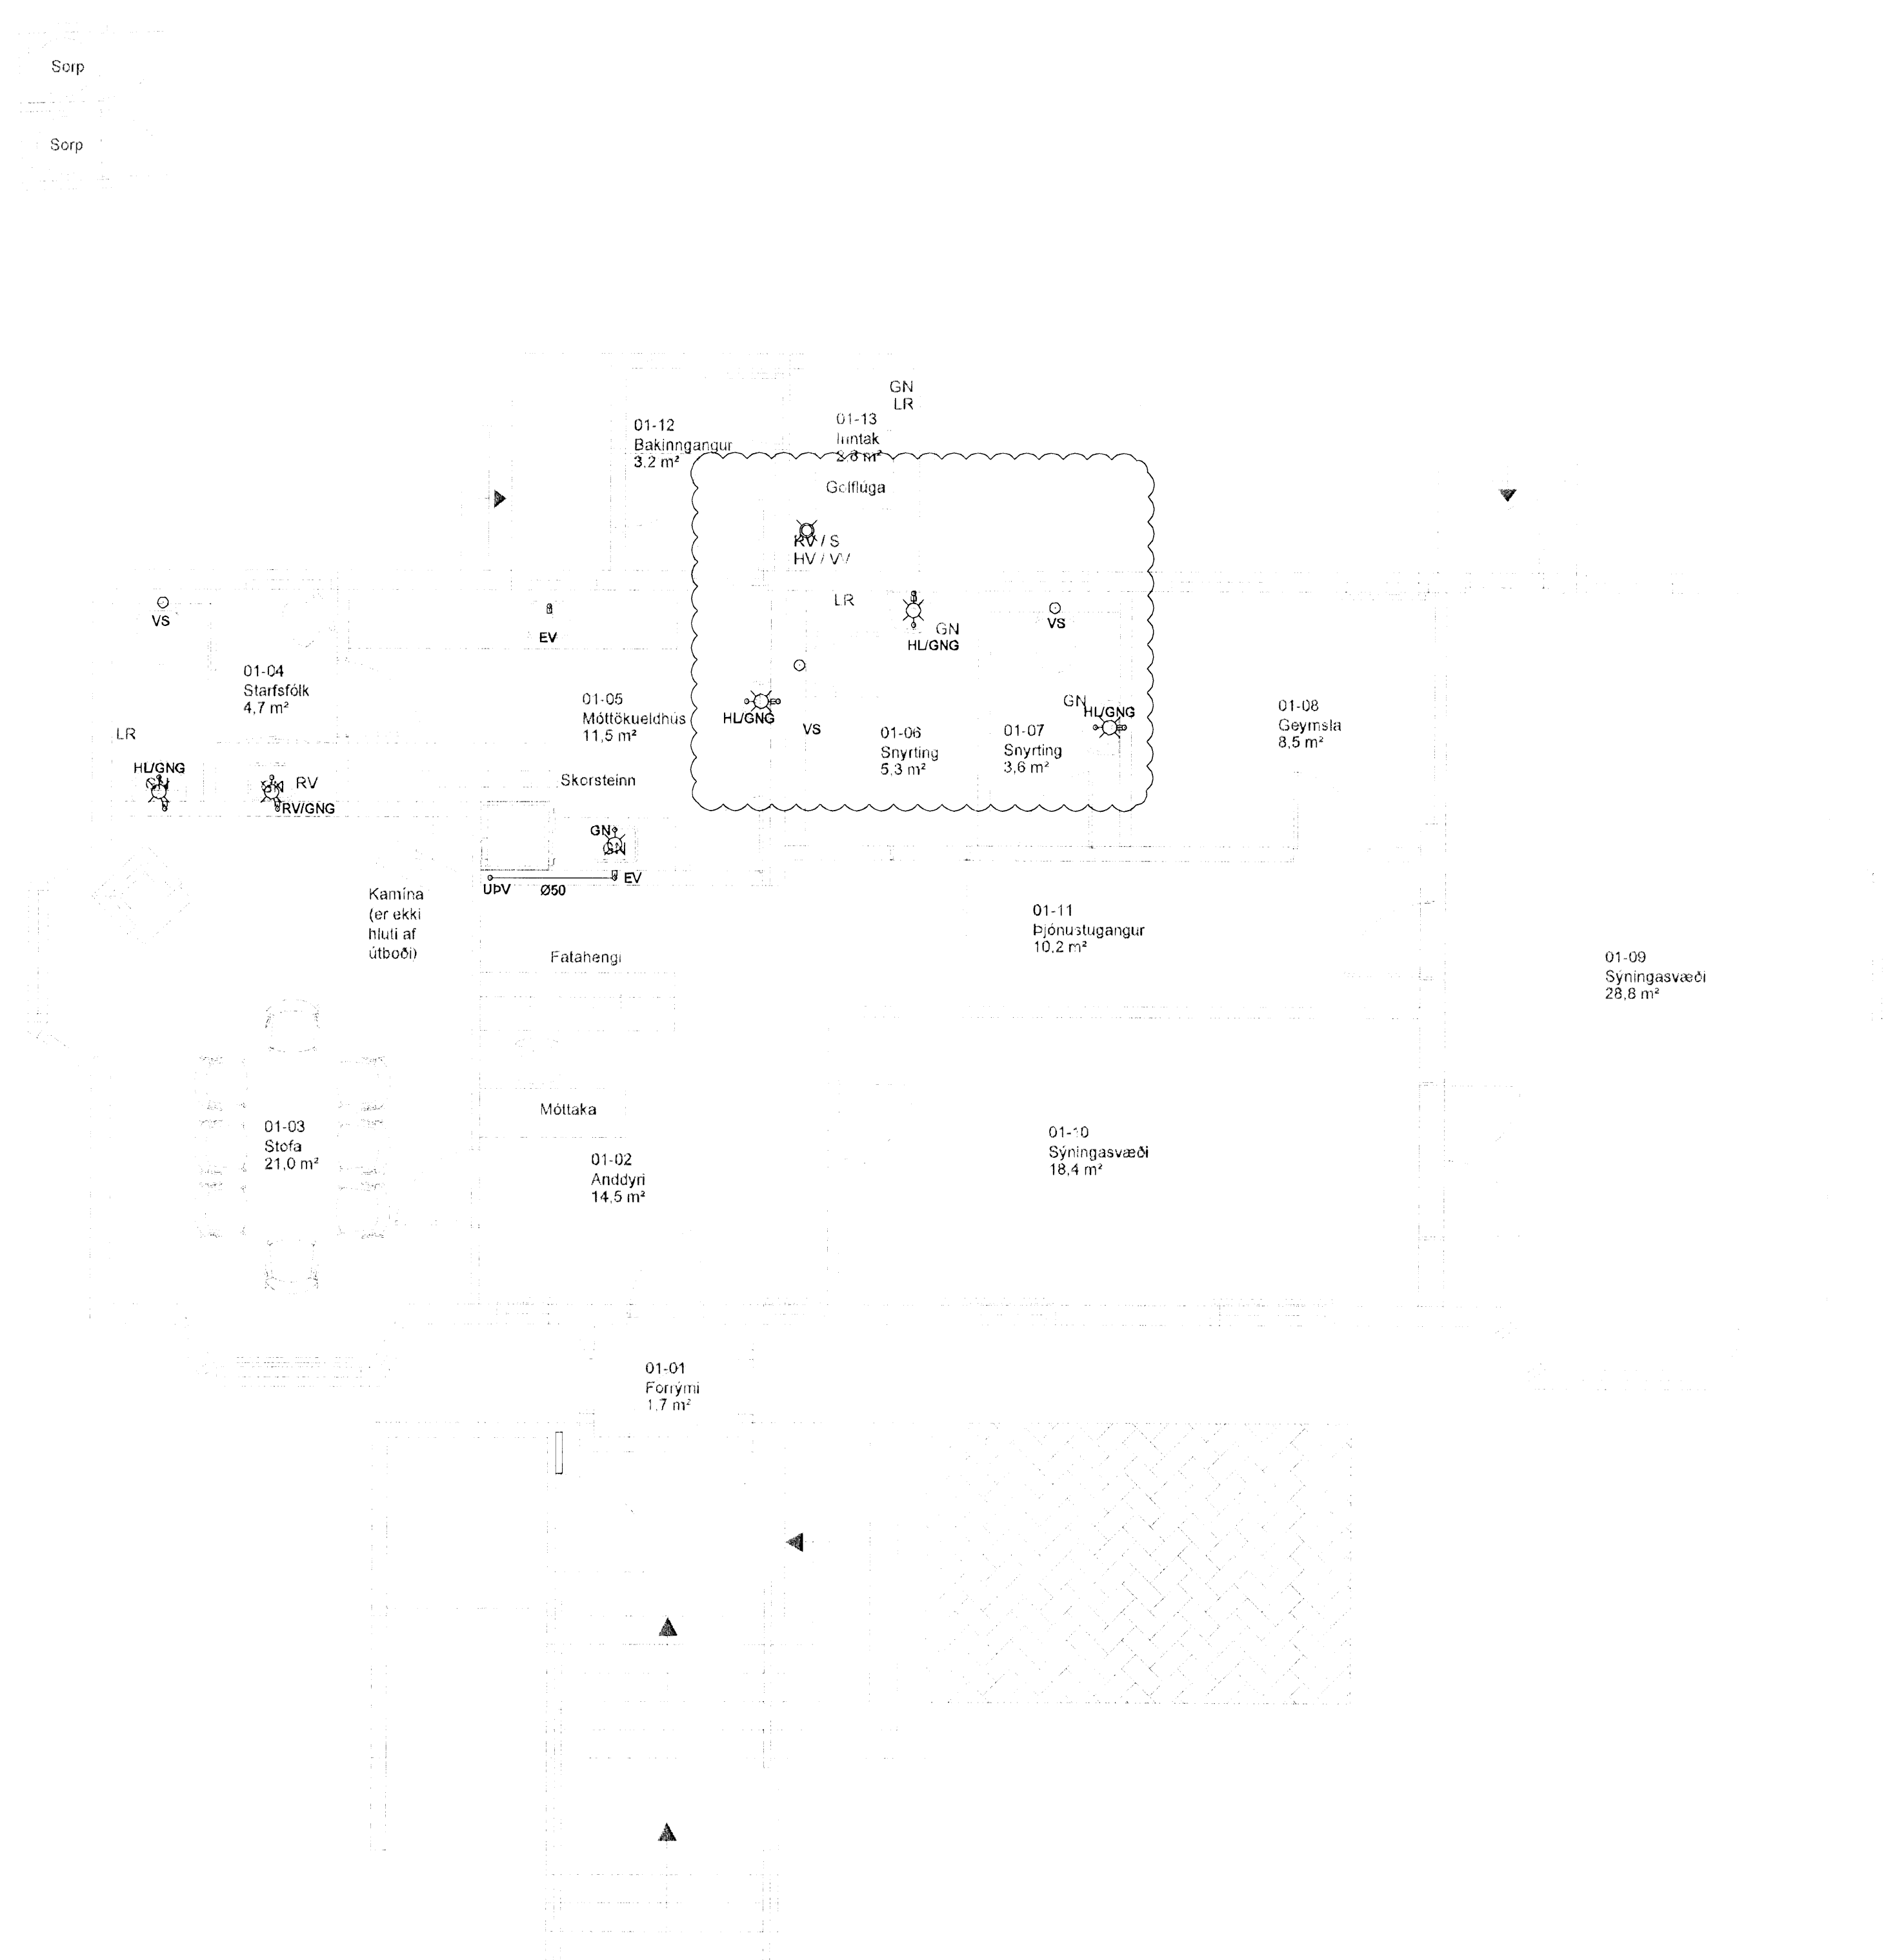 Sorp
Sorp
GN
LR
01-12
Bakinngangur
3.2 m²
01-13
Inntak
Gólflúga
RV / S
HV / VV
VS
EV
LR
GN
HL/GNG
VS
01-04
Starfsfólk
4,7 m²
LR
HL/GNG
RV
RV/GNG
01-05
Móttökueldhús
11,5 m²
HL/GNG
VS
01-06
Snyrting
5,3 m²
GN
HL/GNG
01-07
Snyrting
3,6 m²
01-08
Geymsla
8,5 m²
Skorsteinn
GN
GN
EV
UÞV
Ø50
Kamína
(er ekki
hluti af
útboði)
Fatahengi
01-11
Þjónustugangur
10,2 m²
01-09
Sýningasvæði
28,8 m²
Móttaka
01-03
Stofa
21,0 m²
01-02
Anddyri
14,5 m²
01-10
Sýningasvæði
18,4 m²
01-01
Forrými
1,7 m²